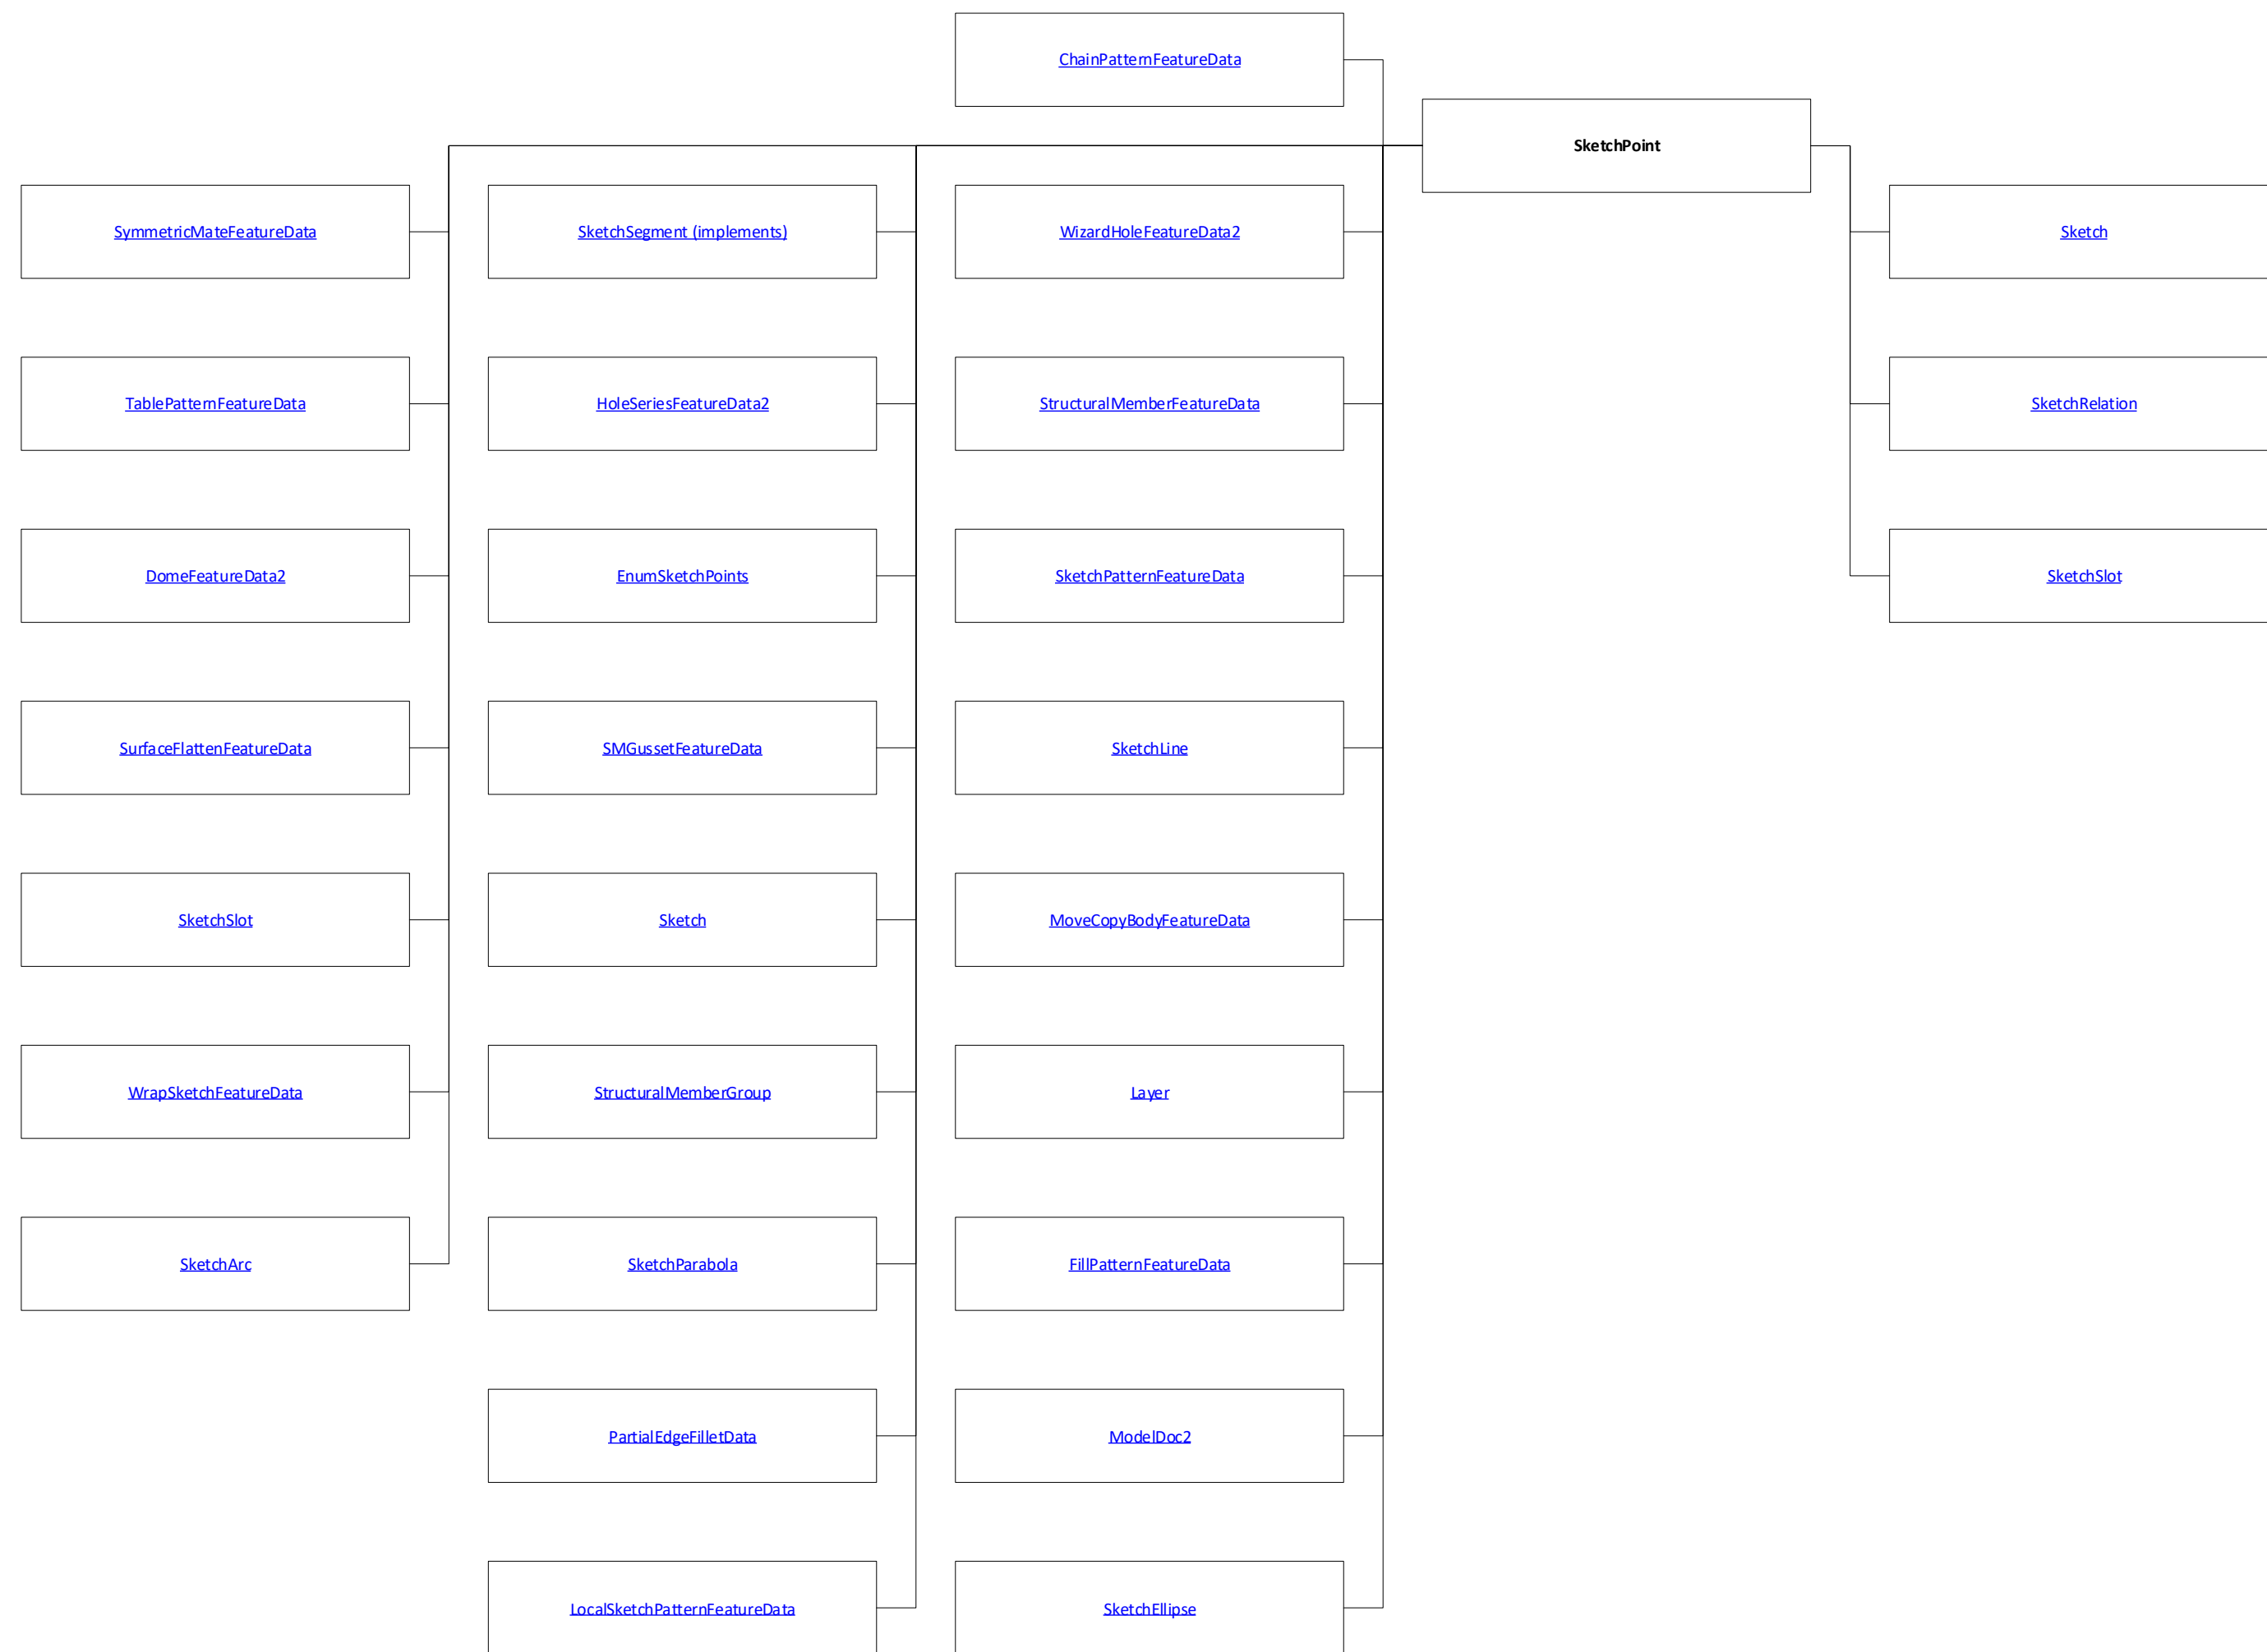 ChainPatternFeatureData
SketchPoint
SymmetricMateFeatureData
SketchSegment (implements)
WizardHoleFeatureData2
Sketch
TablePatternFeatureData
HoleSeriesFeatureData2
StructuralMemberFeatureData
SketchRelation
DomeFeatureData2
EnumSketchPoints
SketchPatternFeatureData
SketchSlot
SurfaceFlattenFeatureData
SMGussetFeatureData
SketchLine
SketchSlot
Sketch
MoveCopyBodyFeatureData
WrapSketchFeatureData
StructuralMemberGroup
Layer
SketchArc
SketchParabola
FillPatternFeatureData
PartialEdgeFilletData
ModelDoc2
LocalSketchPatternFeatureData
SketchEllipse